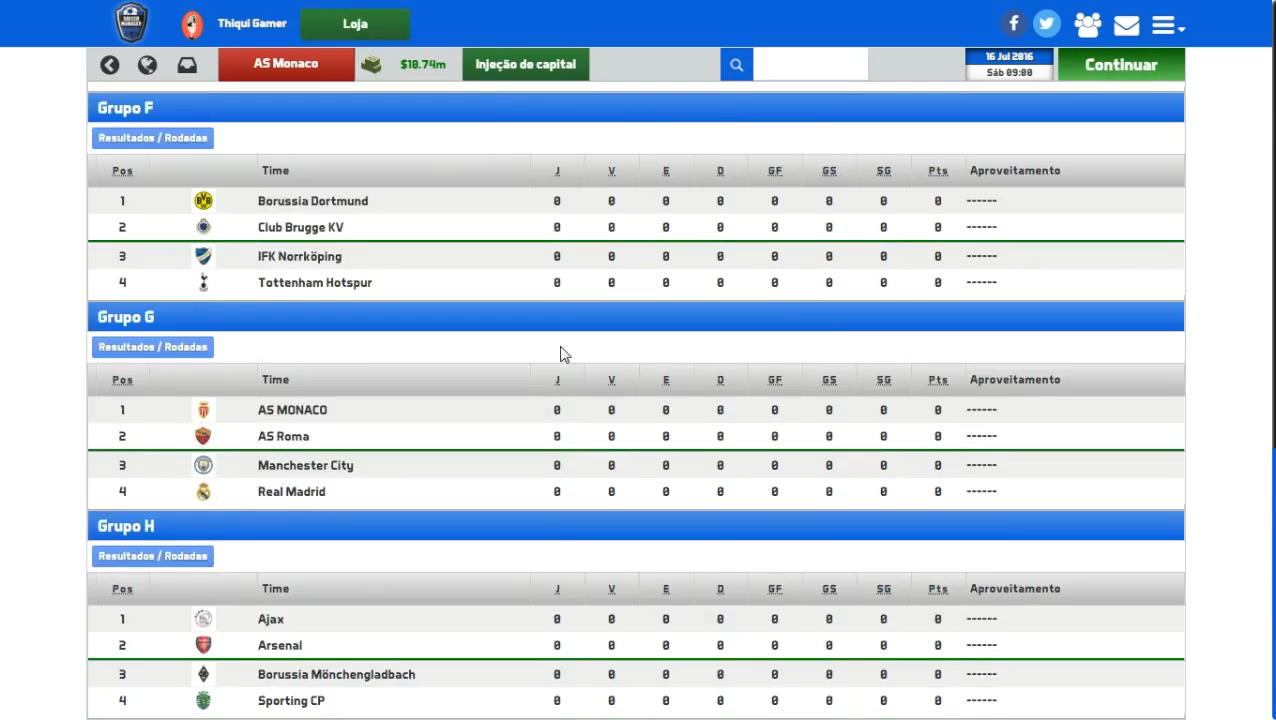 SOCCER MANAGER
Thiqui Gamer
Loja
AS Monaco
$10.74m
Injeção de capital
16 Jul 2016
Sáb 09:00
Continuar
Grupo F
Resultados / Rodadas
Pos Time J V E D GF GS SG Pts Aproveitamento
1 Borussia Dortmund 0 0 0 0 0 0 0 0 ------
2 Club Brugge KV 0 0 0 0 0 0 0 0 ------
3 IFK Norrköping 0 0 0 0 0 0 0 0 ------
4 Tottenham Hotspur 0 0 0 0 0 0 0 0 ------
Grupo G
Resultados / Rodadas
Pos Time J V E D GF GS SG Pts Aproveitamento
1 AS MONACO 0 0 0 0 0 0 0 0 ------
2 AS Roma 0 0 0 0 0 0 0 0 ------
3 Manchester City 0 0 0 0 0 0 0 0 ------
4 Real Madrid 0 0 0 0 0 0 0 0 ------
Grupo H
Resultados / Rodadas
Pos Time J V E D GF GS SG Pts Aproveitamento
1 Ajax 0 0 0 0 0 0 0 0 ------
2 Arsenal 0 0 0 0 0 0 0 0 ------
3 Borussia Mönchengladbach 0 0 0 0 0 0 0 0 ------
4 Sporting CP 0 0 0 0 0 0 0 0 ------